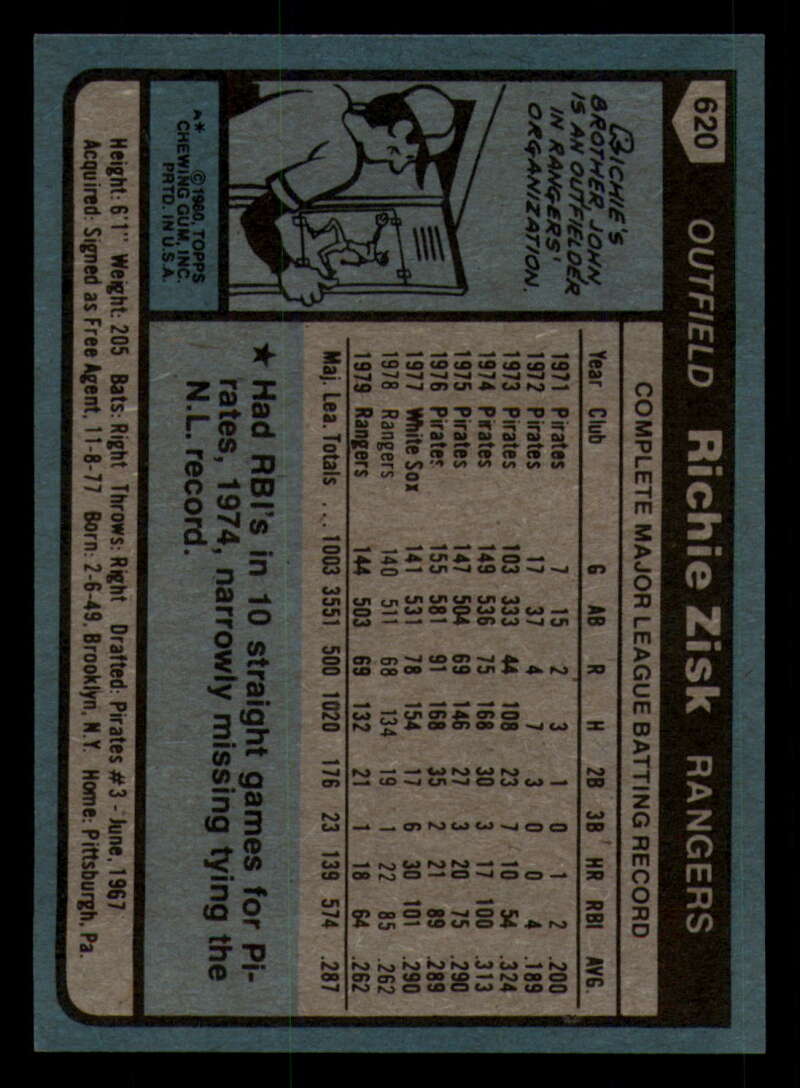 620
OUTFIELD Richie Zisk RANGERS
RICHIE'S
BROTHER, JOHN
IS AN OUTFIELDER
IN RANGERS'
ORGANIZATION.
A* ©1980, TOPPS
CHEWING GUM, INC.
PRTD. IN U.S.A.
COMPLETE MAJOR LEAGUE BATTING RECORD
Year Club G AB R H 2B 3B HR RBI AVG.
1971 Pirates 7 15 2 3 1 0 1 2 .200
1972 Pirates 17 37 4 7 3 0 0 4 .189
1973 Pirates 103 333 44 108 23 7 10 54 .324
1974 Pirates 149 536 75 168 30 3 17 100 .313
1975 Pirates 147 504 69 146 27 3 20 75 .290
1976 Pirates 155 581 91 168 35 2 21 89 .289
1977 White Sox 141 531 78 154 17 6 30 101 .290
1978 Rangers 140 511 68 134 19 1 22 85 .262
1979 Rangers 144 503 69 132 21 1 18 64 .262
Maj. Lea. Totals ... 1003 3551 500 1020 176 23 139 574 .287
★ Had RBI's in 10 straight games for Pi-
rates, 1974, narrowly missing tying the
N.L. record.
Height: 6'1" Weight: 205 Bats: Right Throws: Right Drafted: Pirates #3 - June, 1967
Acquired: Signed as Free Agent, 11-8-77 Born: 2-6-49, Brooklyn, N.Y. Home: Pittsburgh, Pa.